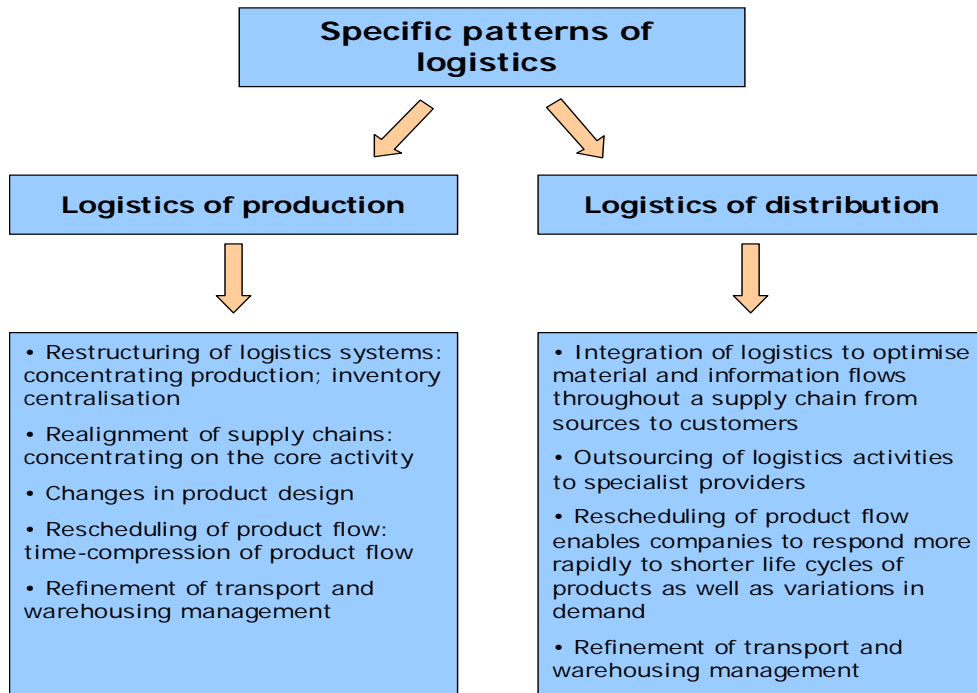 Specific patterns of
logistics
Logistics of production
Logistics of distribution
• Restructuring of logistics systems:
concentrating production; inventory
centralisation
• Realignment of supply chains:
concentrating on the core activity
• Changes in product design
• Rescheduling of product flow:
time-compression of product flow
• Refinement of transport and
warehousing management
• Integration of logistics to optimise
material and information flows
throughout a supply chain from
sources to customers
• Outsourcing of logistics activities
to specialist providers
• Rescheduling of product flow
enables companies to respond more
rapidly to shorter life cycles of
products as well as variations in
demand
• Refinement of transport and
warehousing management